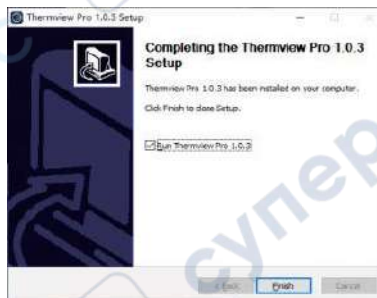 Thermview Pro 1.0.3 Setup
Completing the Thermview Pro 1.0.3
Setup
Thermview Pro 1.0.3 has been installed on your computer.
Click Finish to close Setup.
Run Thermview Pro 1.0.3
< Back
Finish
Cancel
супер